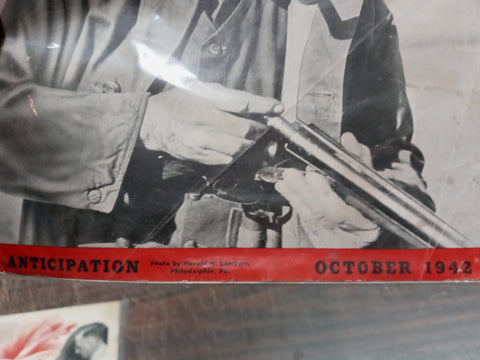 ANTICIPATION
Photo by Harold M. Lambert,
Philadelphia, Pa.
OCTOBER 1942